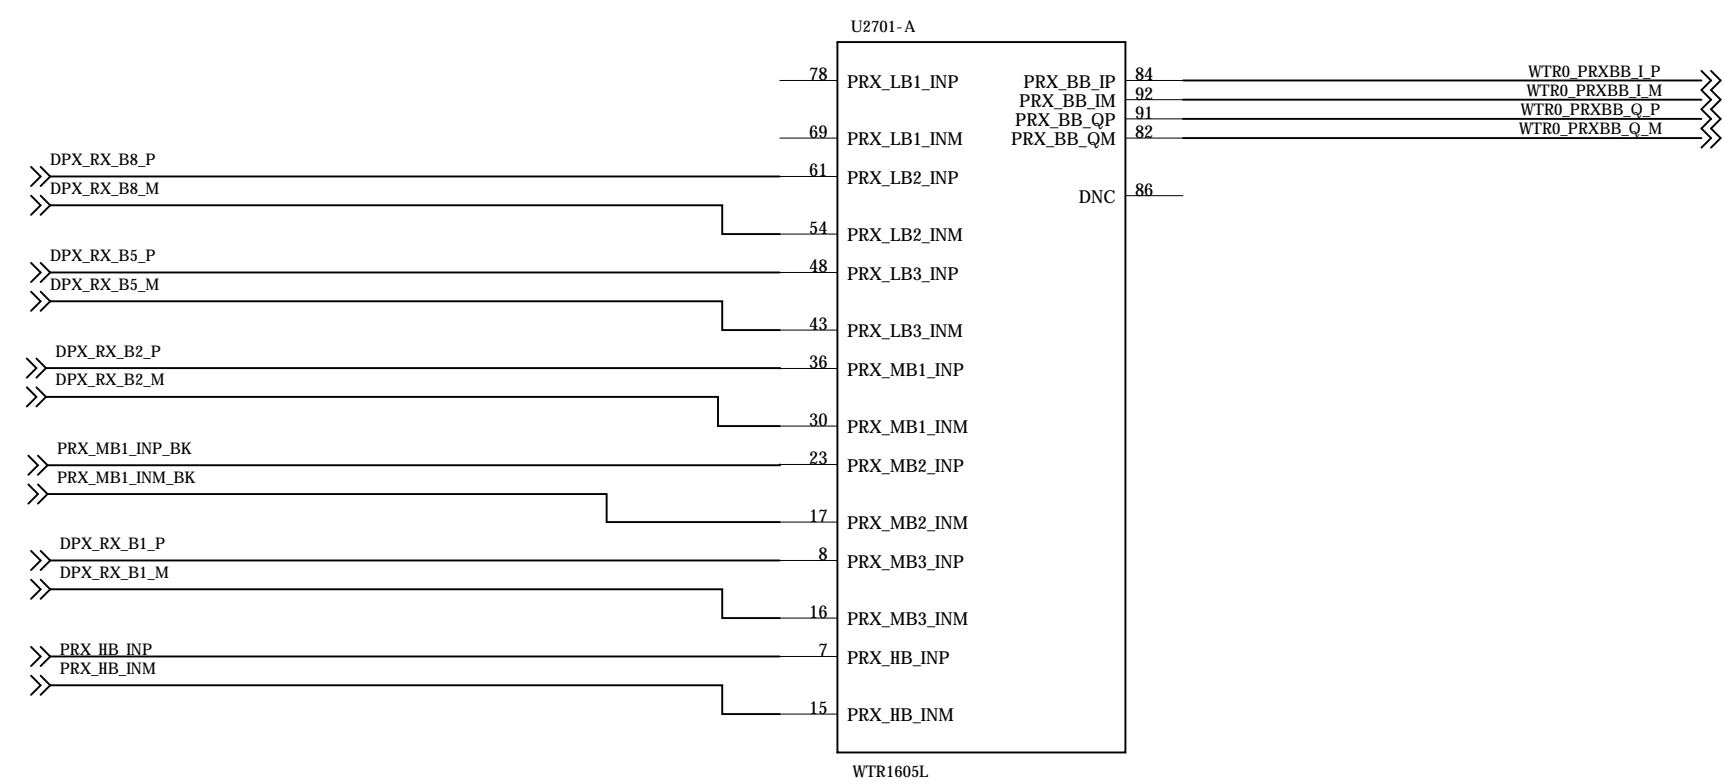 U2701-A
78 PRX_LB1_INP PRX_BB_IP 84 WTR0_PRXBB_I_P
PRX_BB_IM 92 WTR0_PRXBB_I_M
PRX_BB_QP 91 WTR0_PRXBB_Q_P
69 PRX_LB1_INM PRX_BB_QM 82 WTR0_PRXBB_Q_M
DPX_RX_B8_P 61 PRX_LB2_INP
DPX_RX_B8_M DNC 86
54 PRX_LB2_INM
DPX_RX_B5_P 48 PRX_LB3_INP
DPX_RX_B5_M
43 PRX_LB3_INM
DPX_RX_B2_P 36 PRX_MB1_INP
DPX_RX_B2_M
30 PRX_MB1_INM
PRX_MB1_INP_BK 23 PRX_MB2_INP
PRX_MB1_INM_BK
17 PRX_MB2_INM
DPX_RX_B1_P 8 PRX_MB3_INP
DPX_RX_B1_M
16 PRX_MB3_INM
PRX_HB_INP 7 PRX_HB_INP
PRX_HB_INM
15 PRX_HB_INM
WTR1605L